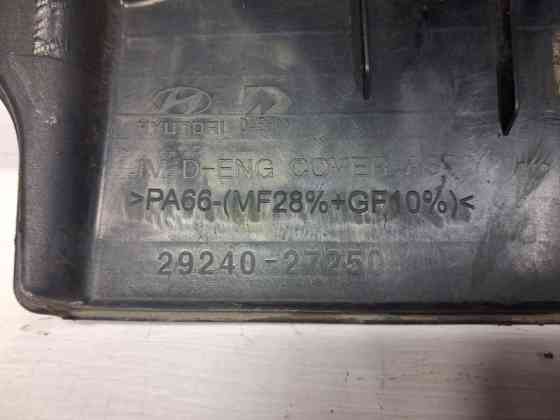 HYUNDAI
M-D-ENG COVER
>PA66-(MF28%+GF10%)<
29240-27250